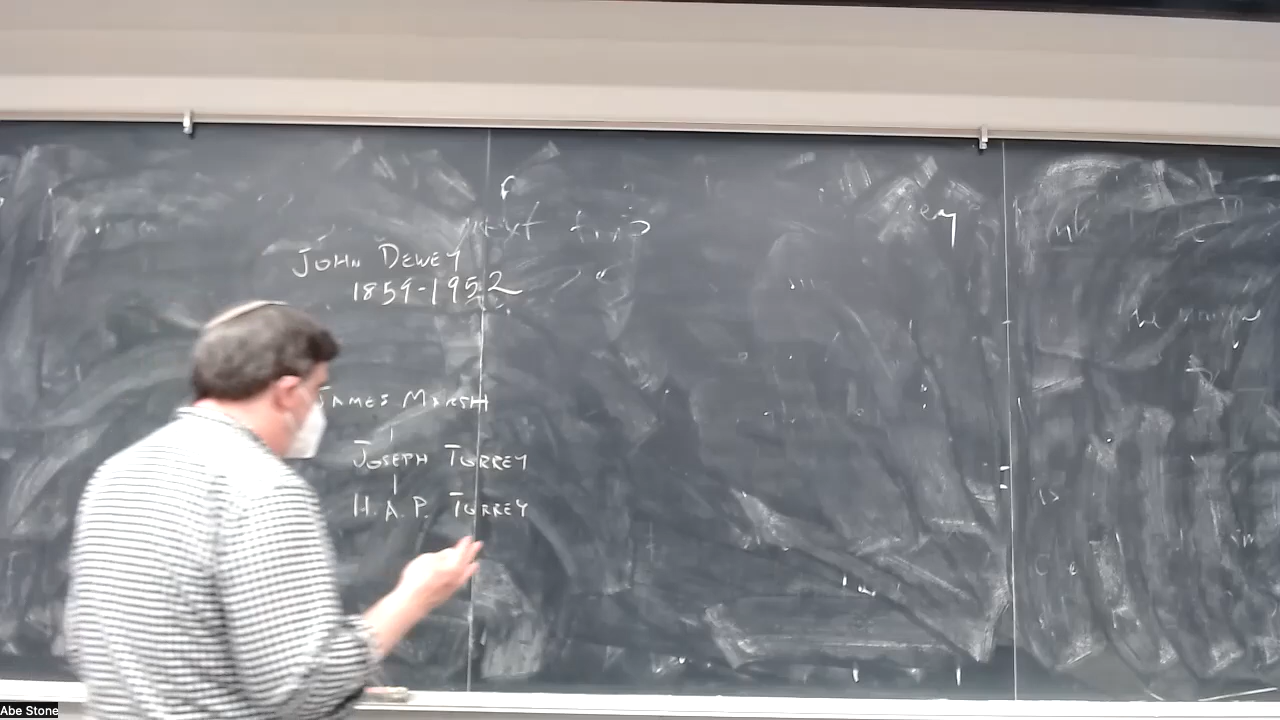 JOHN DEWEY
1859-1952
JAMES MARSH
JOSEPH TORREY
H. A. P. TORREY
Abe Stone